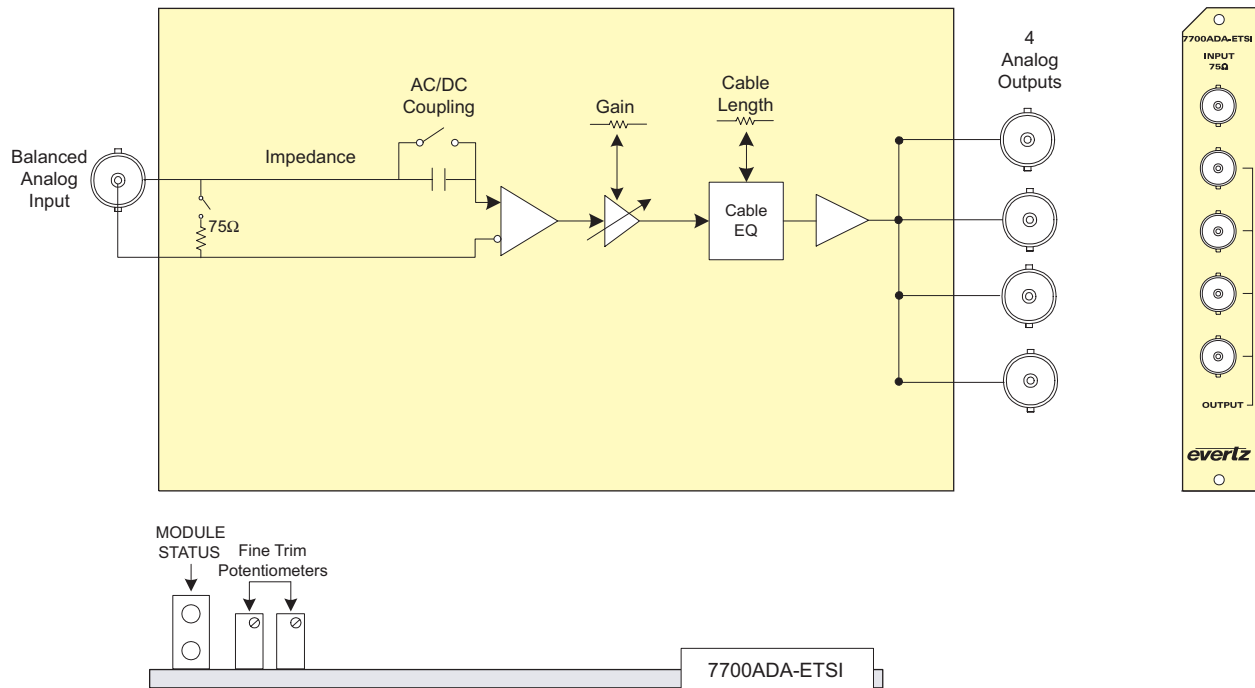 4
Analog
Outputs
AC/DC
Coupling
Gain
Cable
Length
Balanced
Analog
Input
Impedance
75Ω
Cable
EQ
7700ADA-ETSI
INPUT
75Ω
OUTPUT
evertz
MODULE
STATUS
Fine Trim
Potentiometers
7700ADA-ETSI